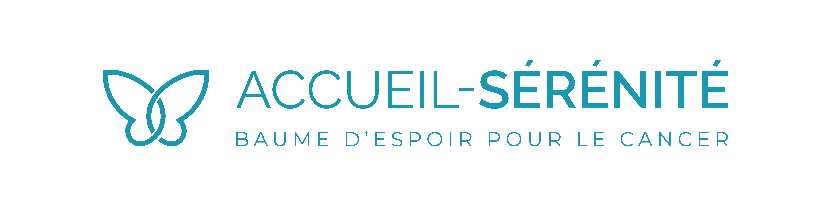 ACCUEIL-SÉRÉNITÉ
BAUME D'ESPOIR POUR LE CANCER